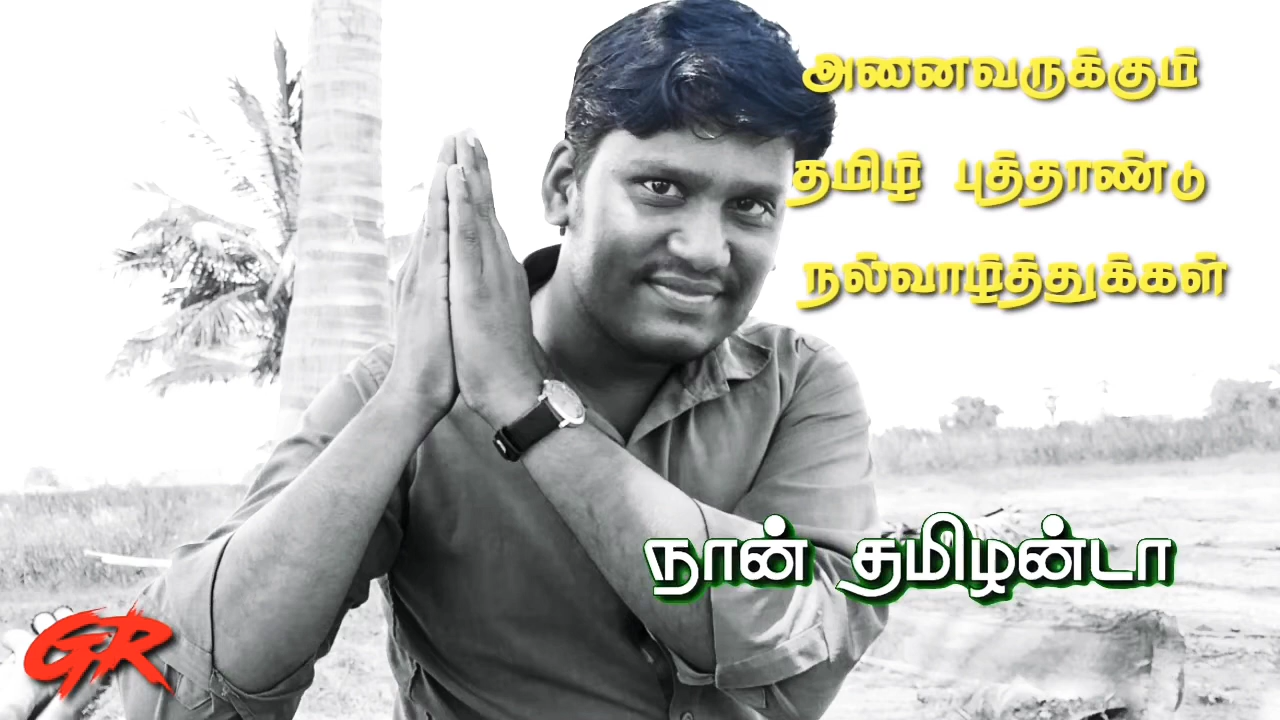 அனைவருக்கும்
தமிழ் புத்தாண்டு
நல்வாழ்த்துக்கள்
நான் தமிழன்டா
GR